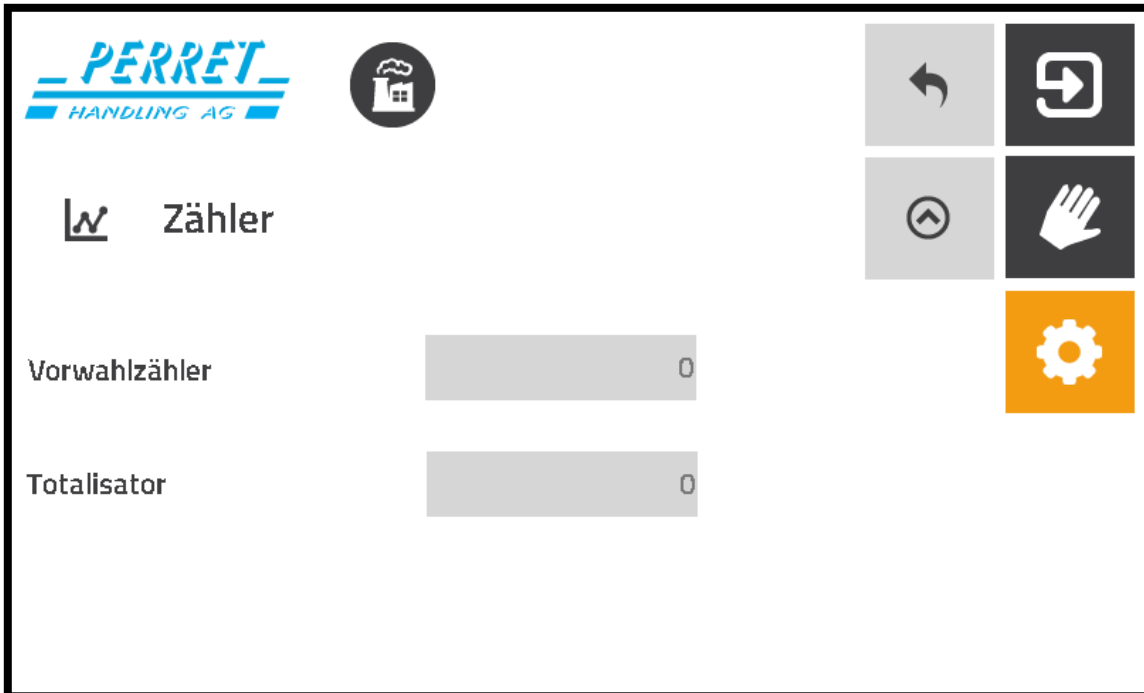 PERRET
HANDLING AG
Zähler
Vorwahlzähler 0
Totalisator 0